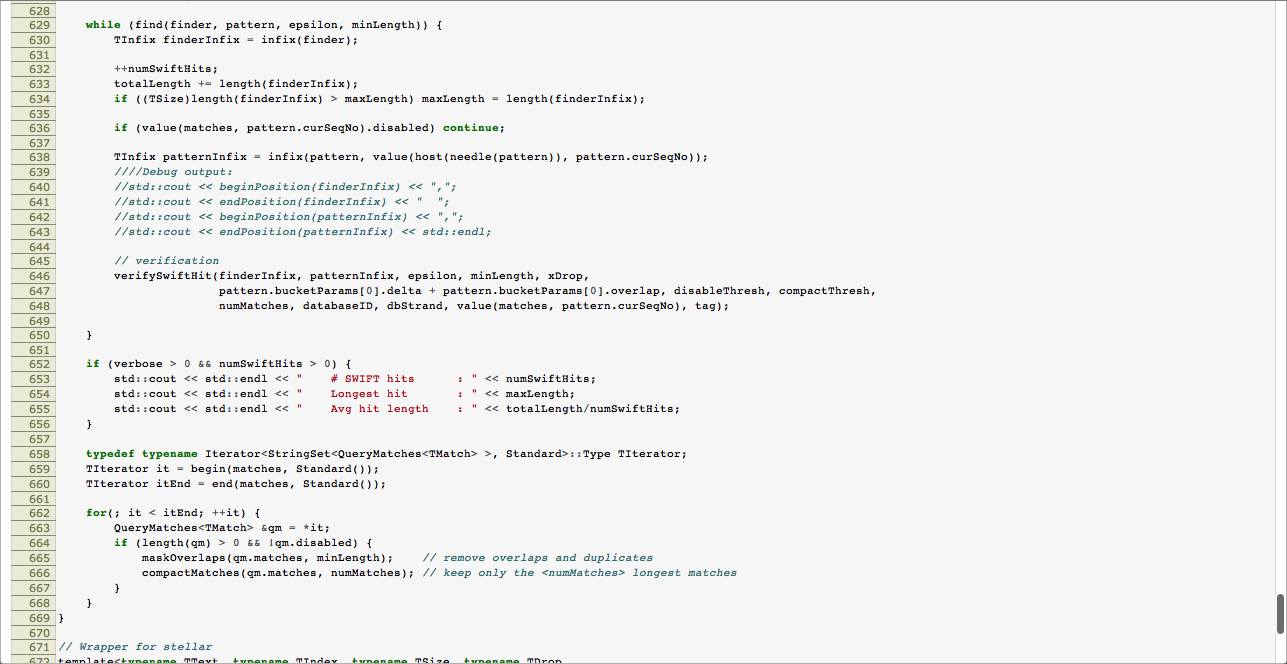 628
629 while (find(finder, pattern, epsilon, minLength)) {
630 TInfix finderInfix = infix(finder);
631
632 ++numSwiftHits;
633 totalLength += length(finderInfix);
634 if ((TSize)length(finderInfix) > maxLength) maxLength = length(finderInfix);
635
636 if (value(matches, pattern.curSeqNo).disabled) continue;
637
638 TInfix patternInfix = infix(pattern, value(host(needle(pattern)), pattern.curSeqNo));
639 ////Debug output:
640 //std::cout << beginPosition(finderInfix) << ",";
641 //std::cout << endPosition(finderInfix) << "  ";
642 //std::cout << beginPosition(patternInfix) << ",";
643 //std::cout << endPosition(patternInfix) << std::endl;
644
645 // verification
646 verifySwiftHit(finderInfix, patternInfix, epsilon, minLength, xDrop,
647 pattern.bucketParams[0].delta + pattern.bucketParams[0].overlap, disableThresh, compactThresh,
648 numMatches, databaseID, dbStrand, value(matches, pattern.curSeqNo), tag);
649
650 }
651
652 if (verbose > 0 && numSwiftHits > 0) {
653 std::cout << std::endl << "    # SWIFT hits      : " << numSwiftHits;
654 std::cout << std::endl << "    Longest hit       : " << maxLength;
655 std::cout << std::endl << "    Avg hit length    : " << totalLength/numSwiftHits;
656 }
657
658 typedef typename Iterator<StringSet<QueryMatches<TMatch> >, Standard>::Type TIterator;
659 TIterator it = begin(matches, Standard());
660 TIterator itEnd = end(matches, Standard());
661
662 for(; it < itEnd; ++it) {
663 QueryMatches<TMatch> &qm = *it;
664 if (length(qm) > 0 && !qm.disabled) {
665 maskOverlaps(qm.matches, minLength);    // remove overlaps and duplicates
666 compactMatches(qm.matches, numMatches); // keep only the <numMatches> longest matches
667 }
668 }
669 }
670
671 // Wrapper for stellar
672 template<typename TText, typename TIndex, typename TSize, typename TDrop,